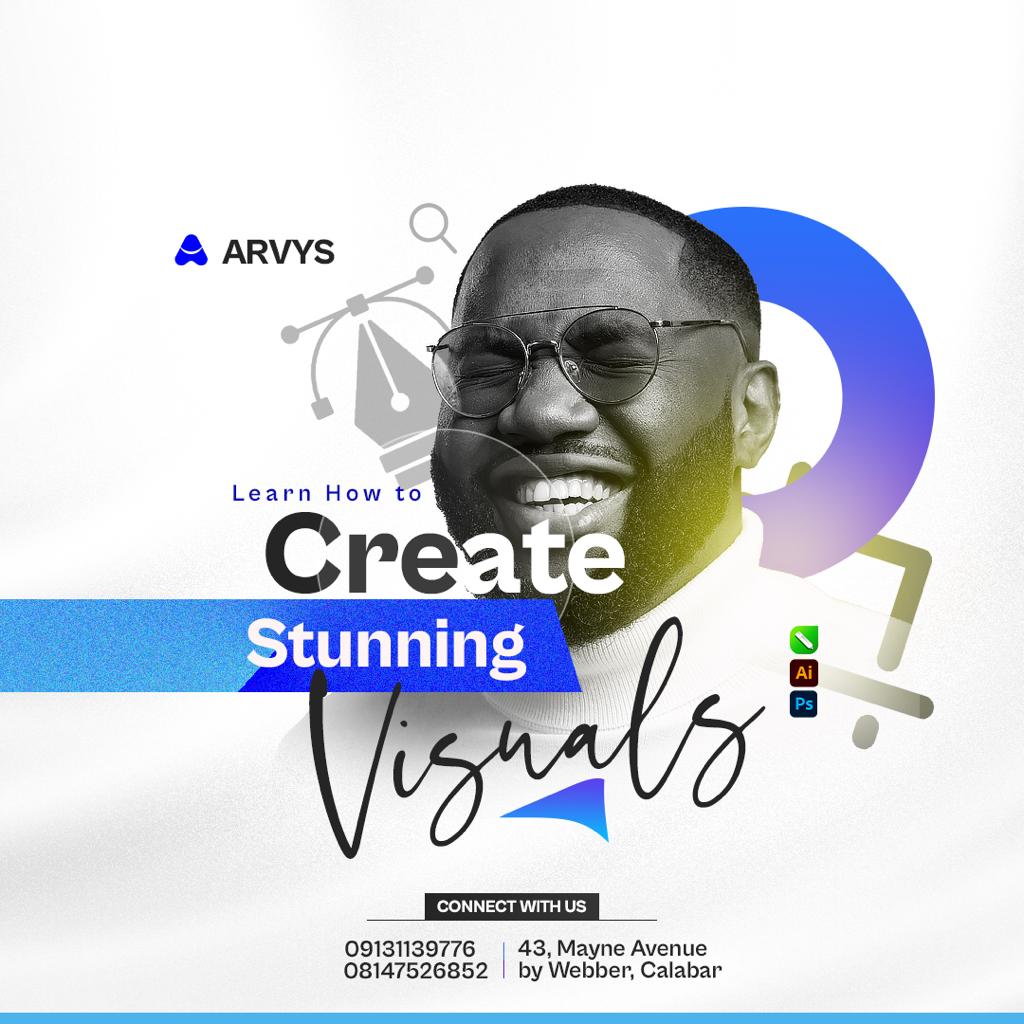 ARVYS
Learn How to
Create
Stunning
Visuals
Ai
Ps
CONNECT WITH US
09131139776
08147526852
43, Mayne Avenue
by Webber, Calabar